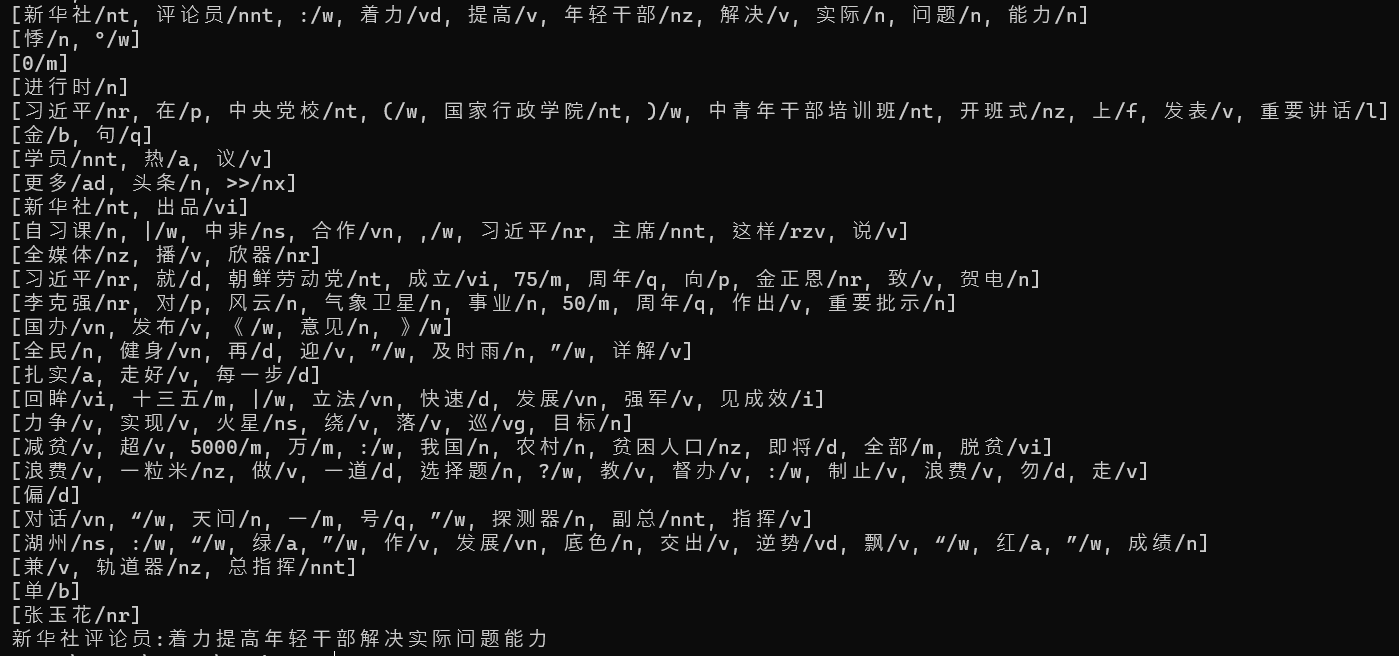 [新华社/nt, 评论员/nnt, :/w, 着力/vd, 提高/v, 年轻干部/nz, 解决/v, 实际/n, 问题/n, 能力/n]
[悸/n, °/w]
[0/m]
[进行时/n]
[习近平/nr, 在/p, 中央党校/nt, (/w, 国家行政学院/nt, )/w, 中青年干部培训班/nt, 开班式/nz, 上/f, 发表/v, 重要讲话/l]
[金/b, 句/q]
[学员/nnt, 热/a, 议/v]
[更多/ad, 头条/n, >>/nx]
[新华社/nt, 出品/vi]
[自习课/n, |/w, 中非/ns, 合作/vn, ,/w, 习近平/nr, 主席/nnt, 这样/rzv, 说/v]
[全媒体/nz, 播/v, 欣器/nr]
[习近平/nr, 就/d, 朝鲜劳动党/nt, 成立/vi, 75/m, 周年/q, 向/p, 金正恩/nr, 致/v, 贺电/n]
[李克强/nr, 对/p, 风云/n, 气象卫星/n, 事业/n, 50/m, 周年/q, 作出/v, 重要批示/n]
[国办/vn, 发布/v, 《/w, 意见/n, 》/w]
[全民/n, 健身/vn, 再/d, 迎/v, ”/w, 及时雨/n, ”/w, 详解/v]
[扎实/a, 走好/v, 每一步/d]
[回眸/vi, 十三五/m, |/w, 立法/vn, 快速/d, 发展/vn, 强军/v, 见成效/i]
[力争/v, 实现/v, 火星/ns, 绕/v, 落/v, 巡/vg, 目标/n]
[减贫/v, 超/v, 5000/m, 万/m, :/w, 我国/n, 农村/n, 贫困人口/nz, 即将/d, 全部/m, 脱贫/vi]
[浪费/v, 一粒米/nz, 做/v, 一道/d, 选择题/n, ?/w, 教/v, 督办/v, :/w, 制止/v, 浪费/v, 勿/d, 走/v]
[偏/d]
[对话/vn, “/w, 天问/n, 一/m, 号/q, ”/w, 探测器/n, 副总/nnt, 指挥/v]
[湖州/ns, :/w, “/w, 绿/a, ”/w, 作/v, 发展/vn, 底色/n, 交出/v, 逆势/vd, 飘/v, “/w, 红/a, ”/w, 成绩/n]
[兼/v, 轨道器/nz, 总指挥/nnt]
[单/b]
[张玉花/nr]
新华社评论员:着力提高年轻干部解决实际问题能力